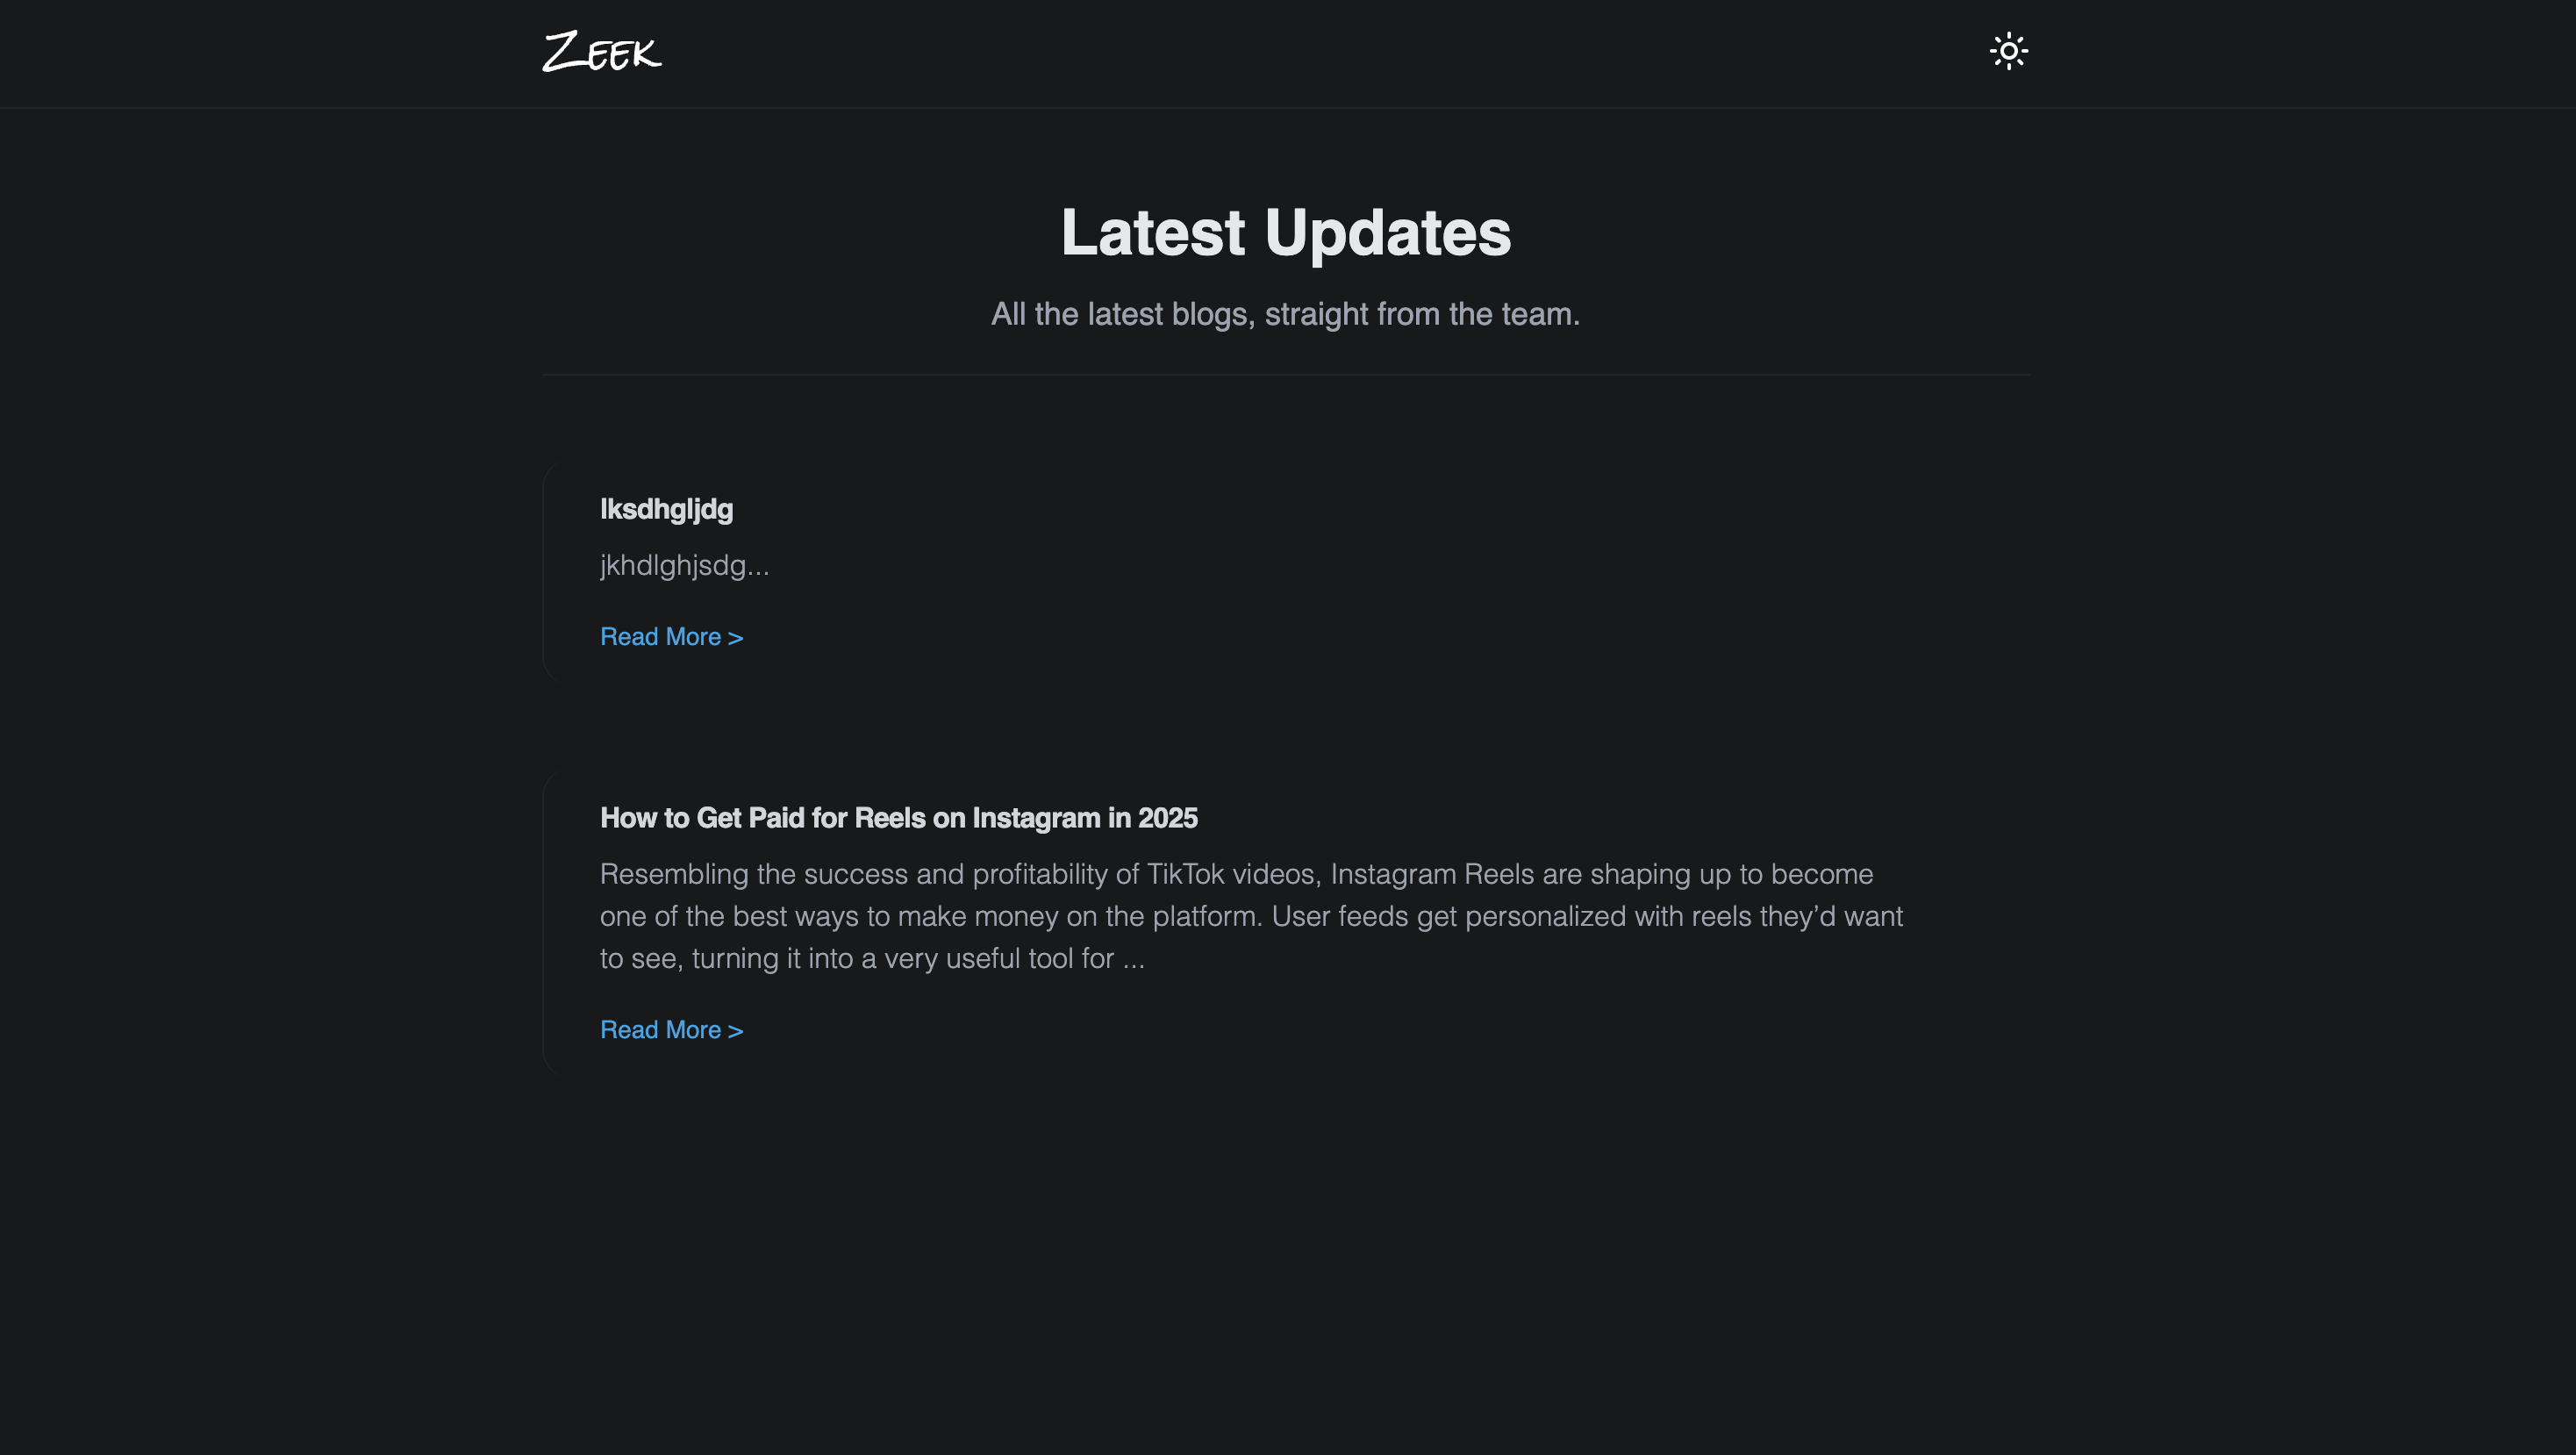 ZEEK
Latest Updates
All the latest blogs, straight from the team.
lksdhgljdg
jkhdlghjsdg...
Read More >
How to Get Paid for Reels on Instagram in 2025
Resembling the success and profitability of TikTok videos, Instagram Reels are shaping up to become
one of the best ways to make money on the platform. User feeds get personalized with reels they’d want
to see, turning it into a very useful tool for ...
Read More >